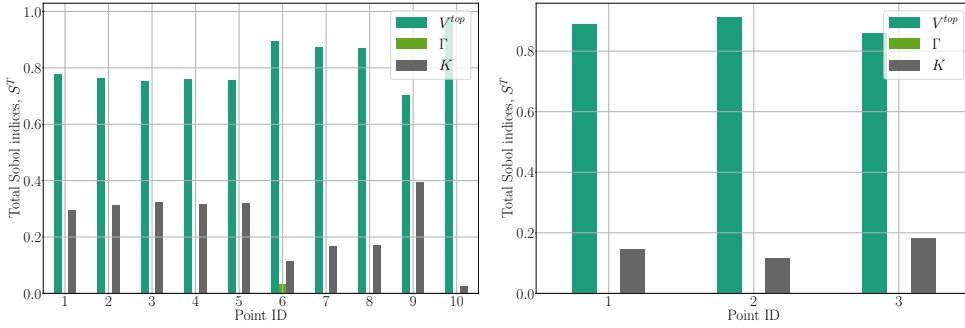 1.0
0.8
0.6
0.4
0.2
0.0
Total Sobol indices, S^T
1 2 3 4 5 6 7 8 9 10
Point ID
V^{top}
Γ
K
0.8
0.6
0.4
0.2
0.0
Total Sobol indices, S^T
1 2 3
Point ID
V^{top}
Γ
K